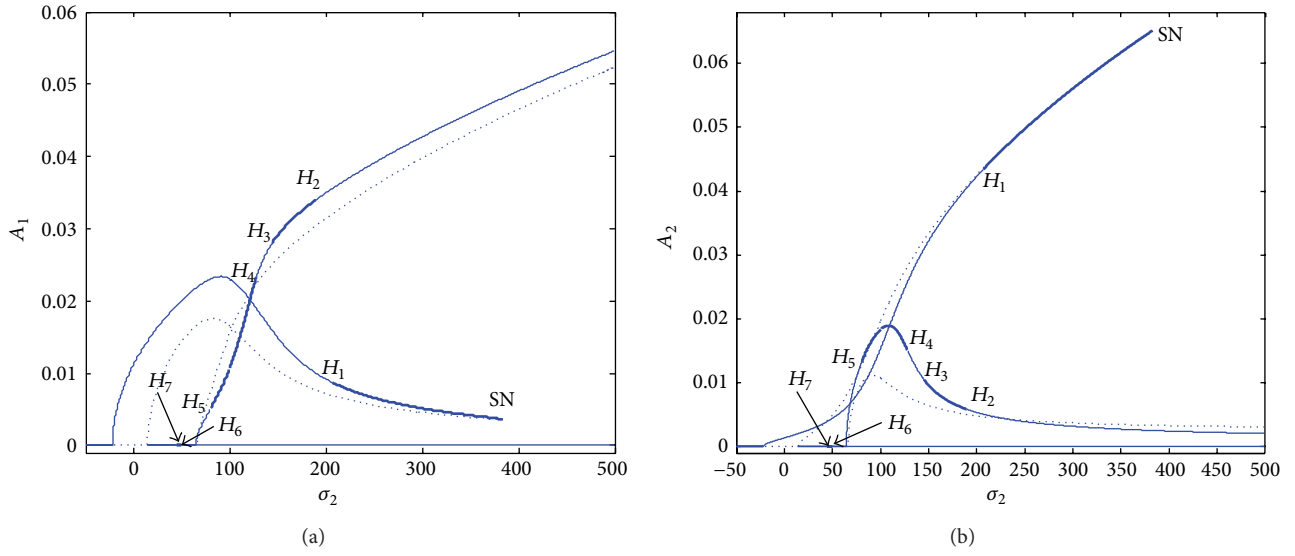 0.06
0.05
0.04
0.03
0.02
0.01
0
A₁
H₂
H₃
H₄
H₁
H₇
H₅
H₆
SN
0 100 200 300 400 500
σ₂
(a)
0.06
0.05
0.04
0.03
0.02
0.01
0
A₂
SN
H₁
H₅
H₄
H₃
H₇
H₂
H₆
−50 0 50 100 150 200 250 300 350 400 450 500
σ₂
(b)